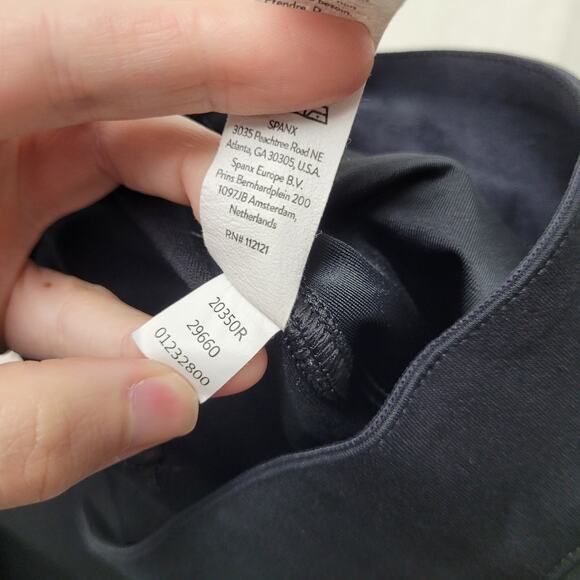 besoin.
SPANX
3035 Peachtree Road NE
Atlanta, GA 30305, U.S.A.
Spanx Europe B.V.
Prins Bernhardplein 200
1097JB Amsterdam,
Netherlands
RN# 112121
20350R
29660
01232800